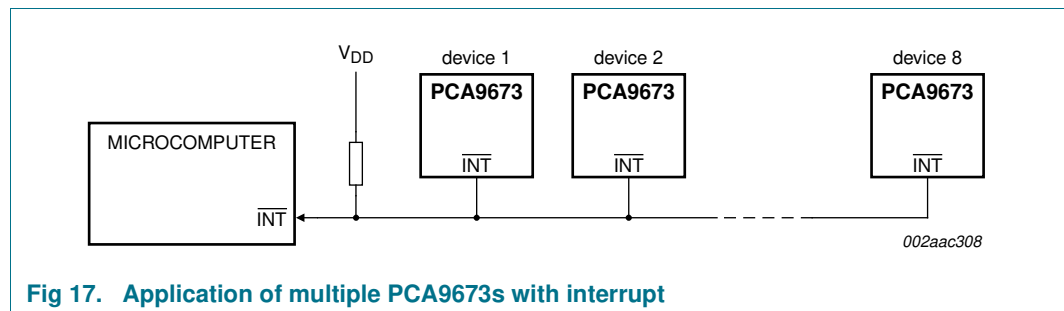 V_DD
device 1
device 2
device 8
PCA9673
PCA9673
PCA9673
MICROCOMPUTER
INT
INT
INT
INT
002aac308
Fig 17. Application of multiple PCA9673s with interrupt